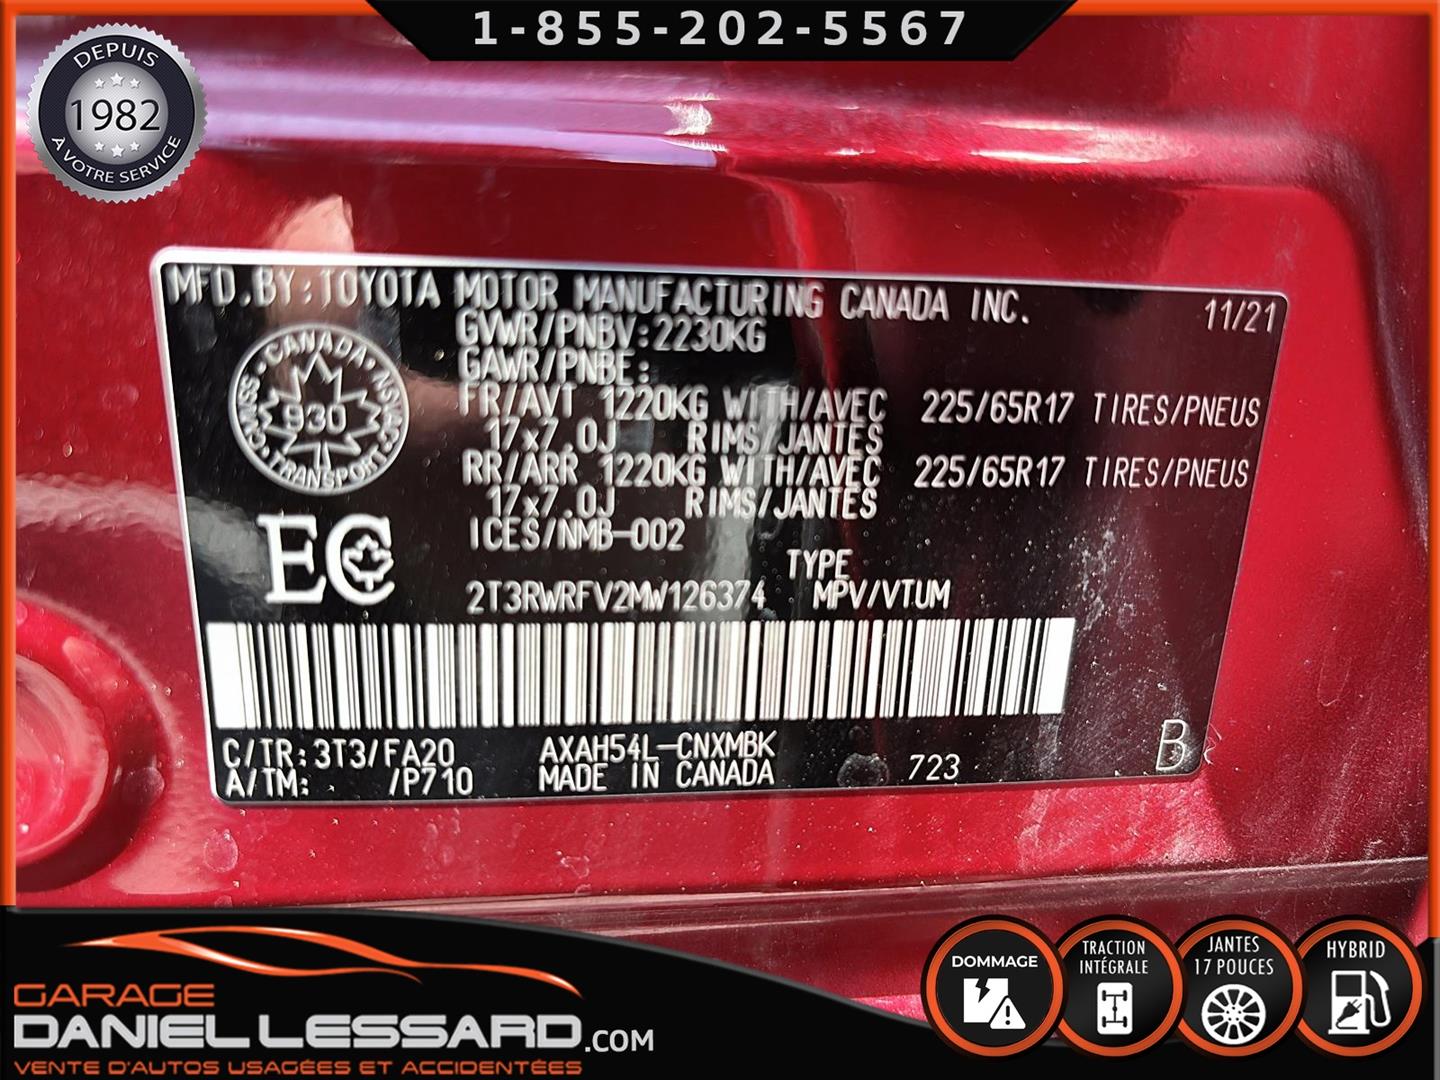 1-855-202-5567
DEPUIS
1982
À VOTRE SERVICE
MFD.BY:TOYOTA MOTOR MANUFACTURING CANADA INC. 11/21
GVWR/PNBV:2230KG
GAWR/PNBE:
FR/AVT 1220KG WITH/AVEC 225/65R17 TIRES/PNEUS
17x7.0J RIMS/JANTES
RR/ARR 1220KG WITH/AVEC 225/65R17 TIRES/PNEUS
17x7.0J RIMS/JANTES
ICES/NMB-002
CANADA
CMVSS NSVAC
930
TRANSPORT
EC
TYPE
2T3RWRFV2MW126374 MPV/VTUM
C/TR:3T3/FA20 AXAH54L-CNXMBK
A/TM: /P710 MADE IN CANADA 723 B
DOMMAGE
TRACTION
INTÉGRALE
JANTES
17 POUCES
HYBRID
GARAGE
DANIEL LESSARD.COM
VENTE D'AUTOS USAGÉES ET ACCIDENTÉES